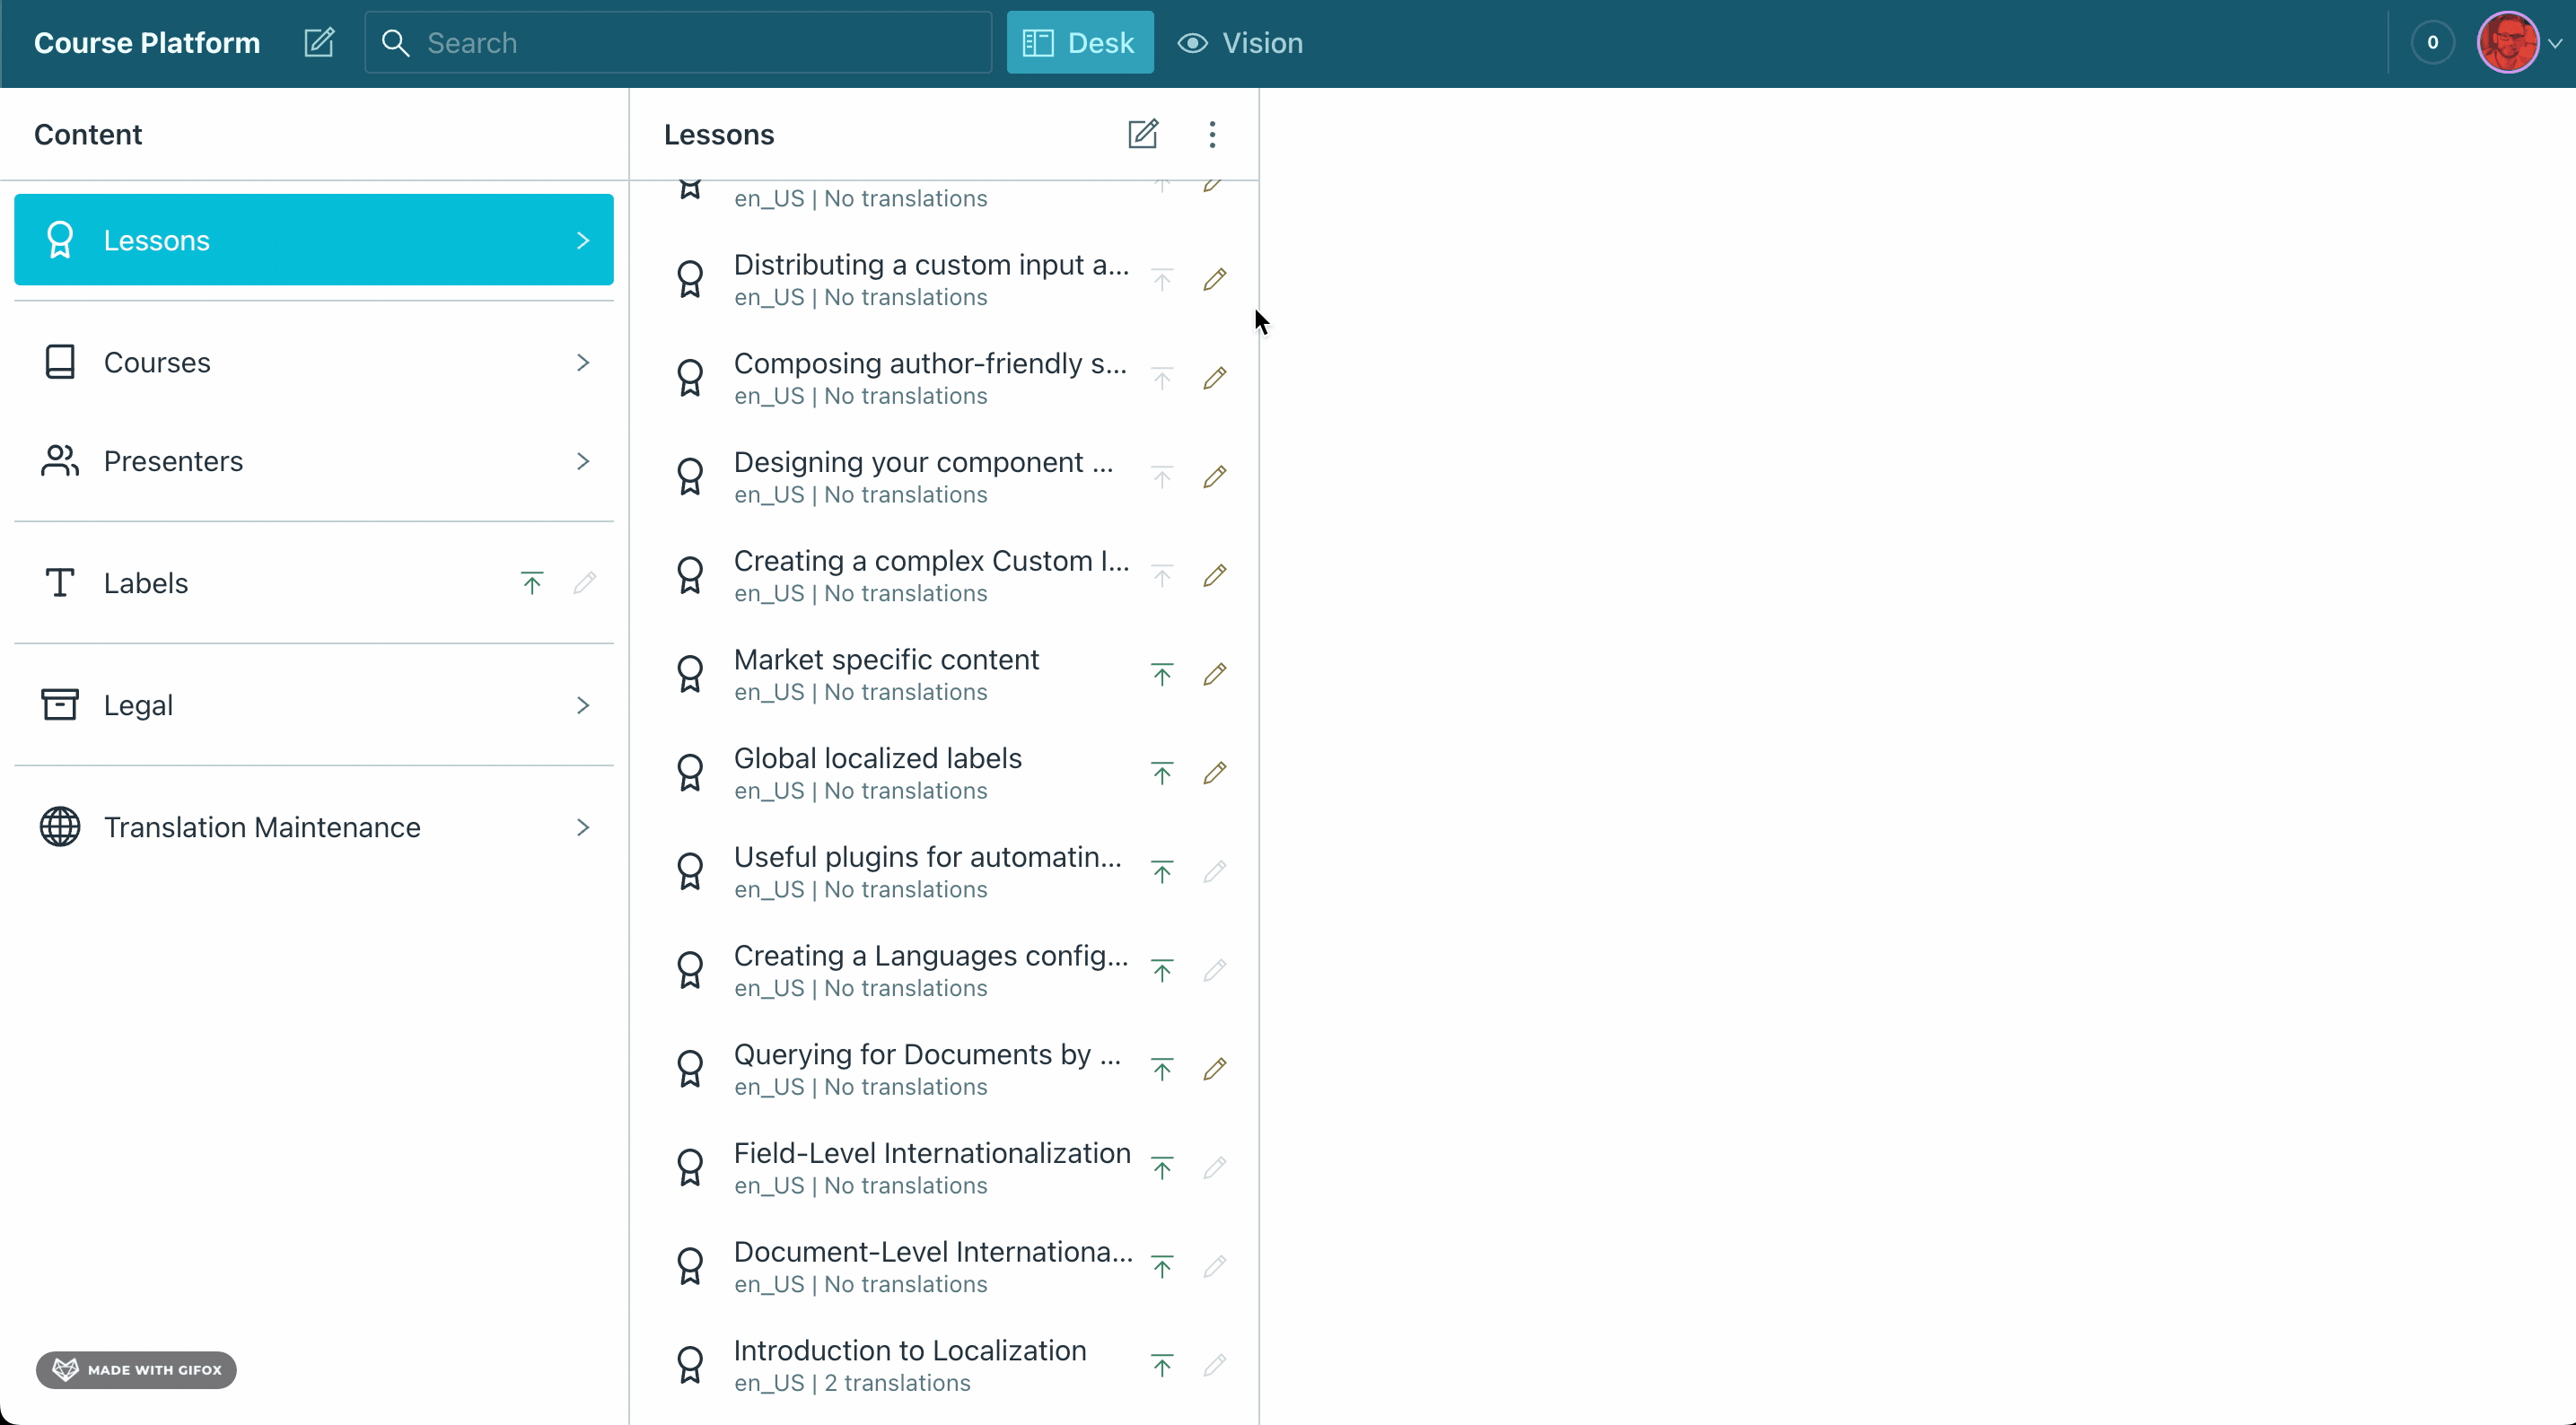 Course Platform
Search
Desk
Vision
0
Content
Lessons
Courses
Presenters
Labels
Legal
Translation Maintenance
MADE WITH GIFOX
Lessons
en_US | No translations
Distributing a custom input a...
en_US | No translations
Composing author-friendly s...
en_US | No translations
Designing your component ...
en_US | No translations
Creating a complex Custom I...
en_US | No translations
Market specific content
en_US | No translations
Global localized labels
en_US | No translations
Useful plugins for automatin...
en_US | No translations
Creating a Languages config...
en_US | No translations
Querying for Documents by ...
en_US | No translations
Field-Level Internationalization
en_US | No translations
Document-Level Internationa...
en_US | No translations
Introduction to Localization
en_US | 2 translations